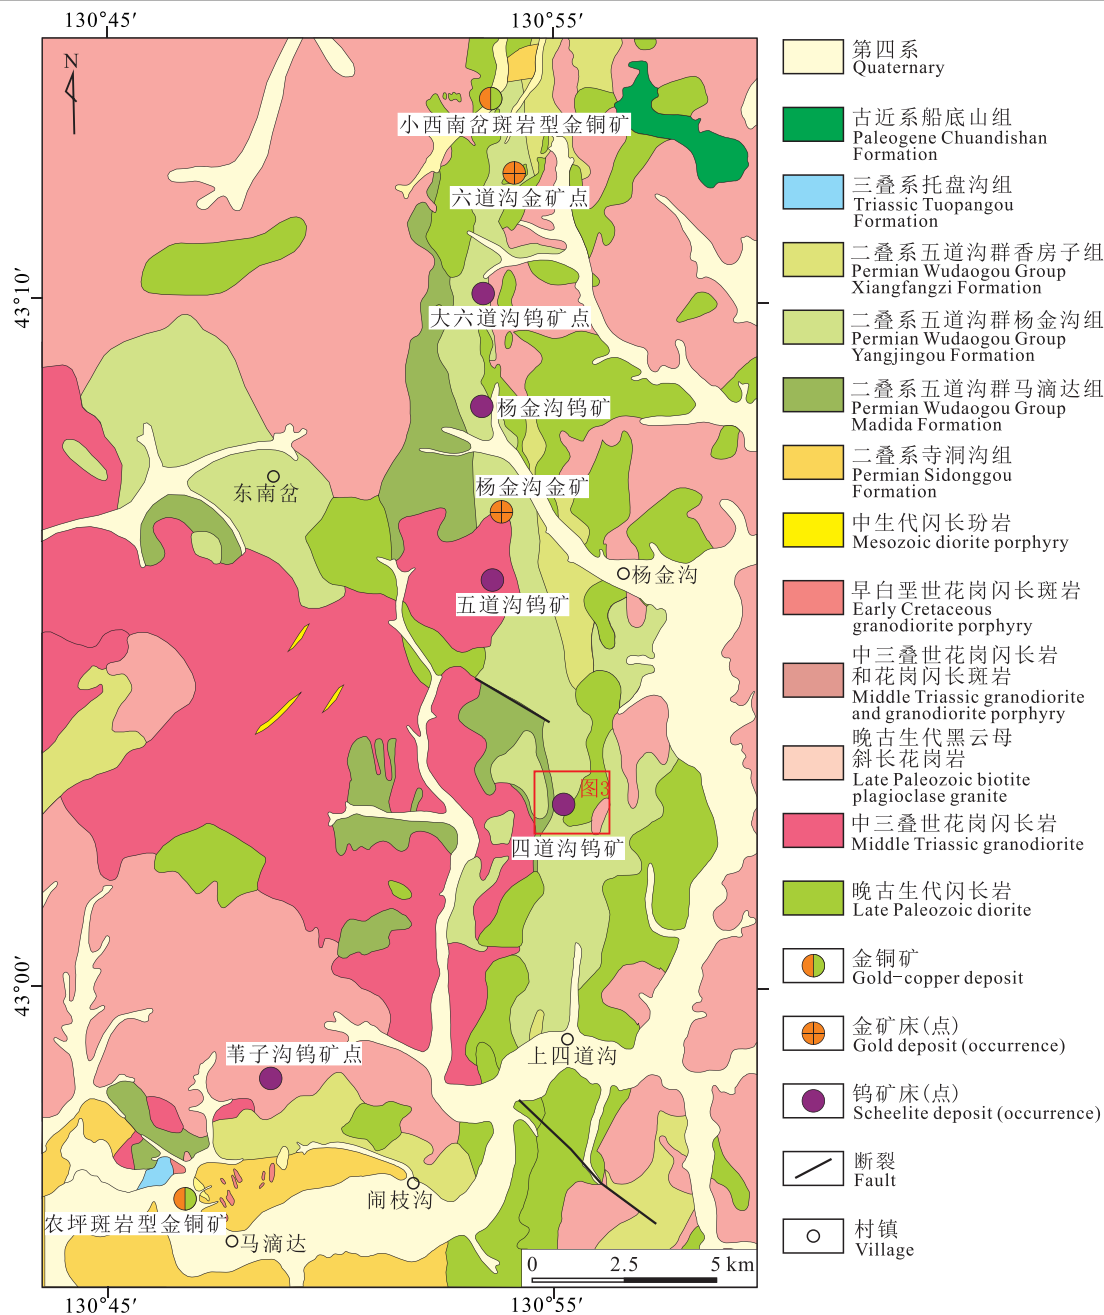 130°45′
130°55′
N
小西南岔斑岩型金铜矿
六道沟金矿点
43°10′
大六道沟钨矿点
杨金沟钨矿
杨金沟金矿
东南岔
杨金沟
五道沟钨矿
图3
四道沟钨矿
43°00′
上四道沟
苇子沟钨矿点
闹枝沟
农坪斑岩型金铜矿
马滴达
0 2.5 5 km
130°45′
130°55′
第四系
Quaternary
古近系船底山组
Paleogene Chuandishan
Formation
三叠系托盘沟组
Triassic Tuopangou
Formation
二叠系五道沟群香房子组
Permian Wudaogou Group
Xiangfangzi Formation
二叠系五道沟群杨金沟组
Permian Wudaogou Group
Yangjingou Formation
二叠系五道沟群马滴达组
Permian Wudaogou Group
Madida Formation
二叠系寺洞沟组
Permian Sidonggou
Formation
中生代闪长玢岩
Mesozoic diorite porphyry
早白垩世花岗闪长斑岩
Early Cretaceous
granodiorite porphyry
中三叠世花岗闪长岩
和花岗闪长斑岩
Middle Triassic granodiorite
and granodiorite porphyry
晚古生代黑云母
斜长花岗岩
Late Paleozoic biotite
plagioclase granite
中三叠世花岗闪长岩
Middle Triassic granodiorite
晚古生代闪长岩
Late Paleozoic diorite
金铜矿
Gold-copper deposit
金矿床(点)
Gold deposit (occurrence)
钨矿床(点)
Scheelite deposit (occurrence)
断裂
Fault
村镇
Village